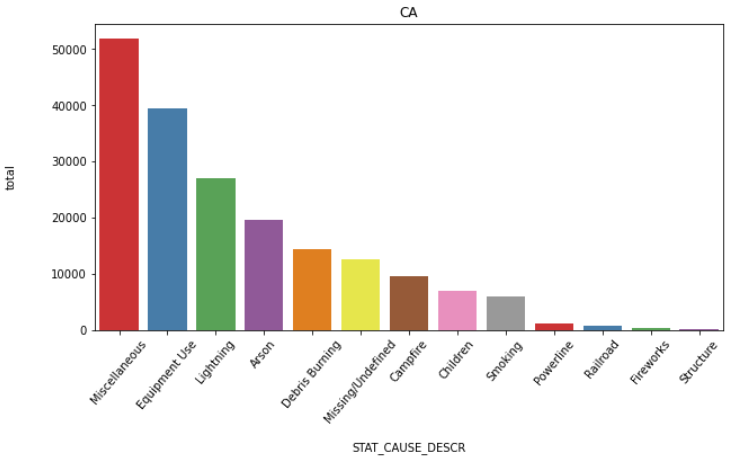 CA
total
50000
40000
30000
20000
10000
0
Miscellaneous
Equipment Use
Lightning
Arson
Debris Burning
Missing/Undefined
Campfire
Children
Smoking
Powerline
Railroad
Fireworks
Structure
STAT_CAUSE_DESCR